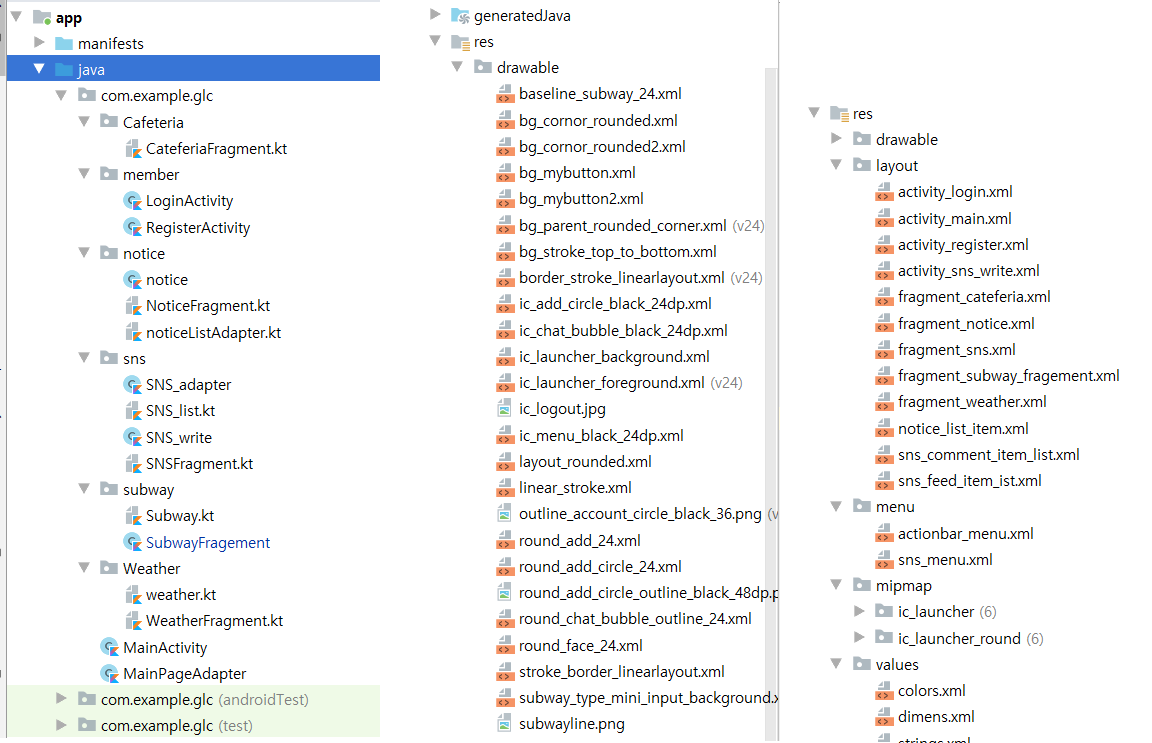 app
manifests
java
com.example.glc
Cafeteria
CateferiaFragment.kt
member
LoginActivity
RegisterActivity
notice
notice
NoticeFragment.kt
noticeListAdapter.kt
sns
SNS_adapter
SNS_list.kt
SNS_write
SNSFragment.kt
subway
Subway.kt
SubwayFragement
Weather
weather.kt
WeatherFragment.kt
MainActivity
MainPageAdapter
com.example.glc (androidTest)
com.example.glc (test)
generatedJava
res
drawable
baseline_subway_24.xml
bg_cornor_rounded.xml
bg_cornor_rounded2.xml
bg_mybutton.xml
bg_mybutton2.xml
bg_parent_rounded_corner.xml (v24)
bg_stroke_top_to_bottom.xml
border_stroke_linearlayout.xml (v24)
ic_add_circle_black_24dp.xml
ic_chat_bubble_black_24dp.xml
ic_launcher_background.xml
ic_launcher_foreground.xml (v24)
ic_logout.jpg
ic_menu_black_24dp.xml
layout_rounded.xml
linear_stroke.xml
outline_account_circle_black_36.png (v
round_add_24.xml
round_add_circle_24.xml
round_add_circle_outline_black_48dp.p
round_chat_bubble_outline_24.xml
round_face_24.xml
stroke_border_linearlayout.xml
subway_type_mini_input_background.x
subwayline.png
res
drawable
layout
activity_login.xml
activity_main.xml
activity_register.xml
activity_sns_write.xml
fragment_cateferia.xml
fragment_notice.xml
fragment_sns.xml
fragment_subway_fragement.xml
fragment_weather.xml
notice_list_item.xml
sns_comment_item_list.xml
sns_feed_item_ist.xml
menu
actionbar_menu.xml
sns_menu.xml
mipmap
ic_launcher (6)
ic_launcher_round (6)
values
colors.xml
dimens.xml
strings.xml